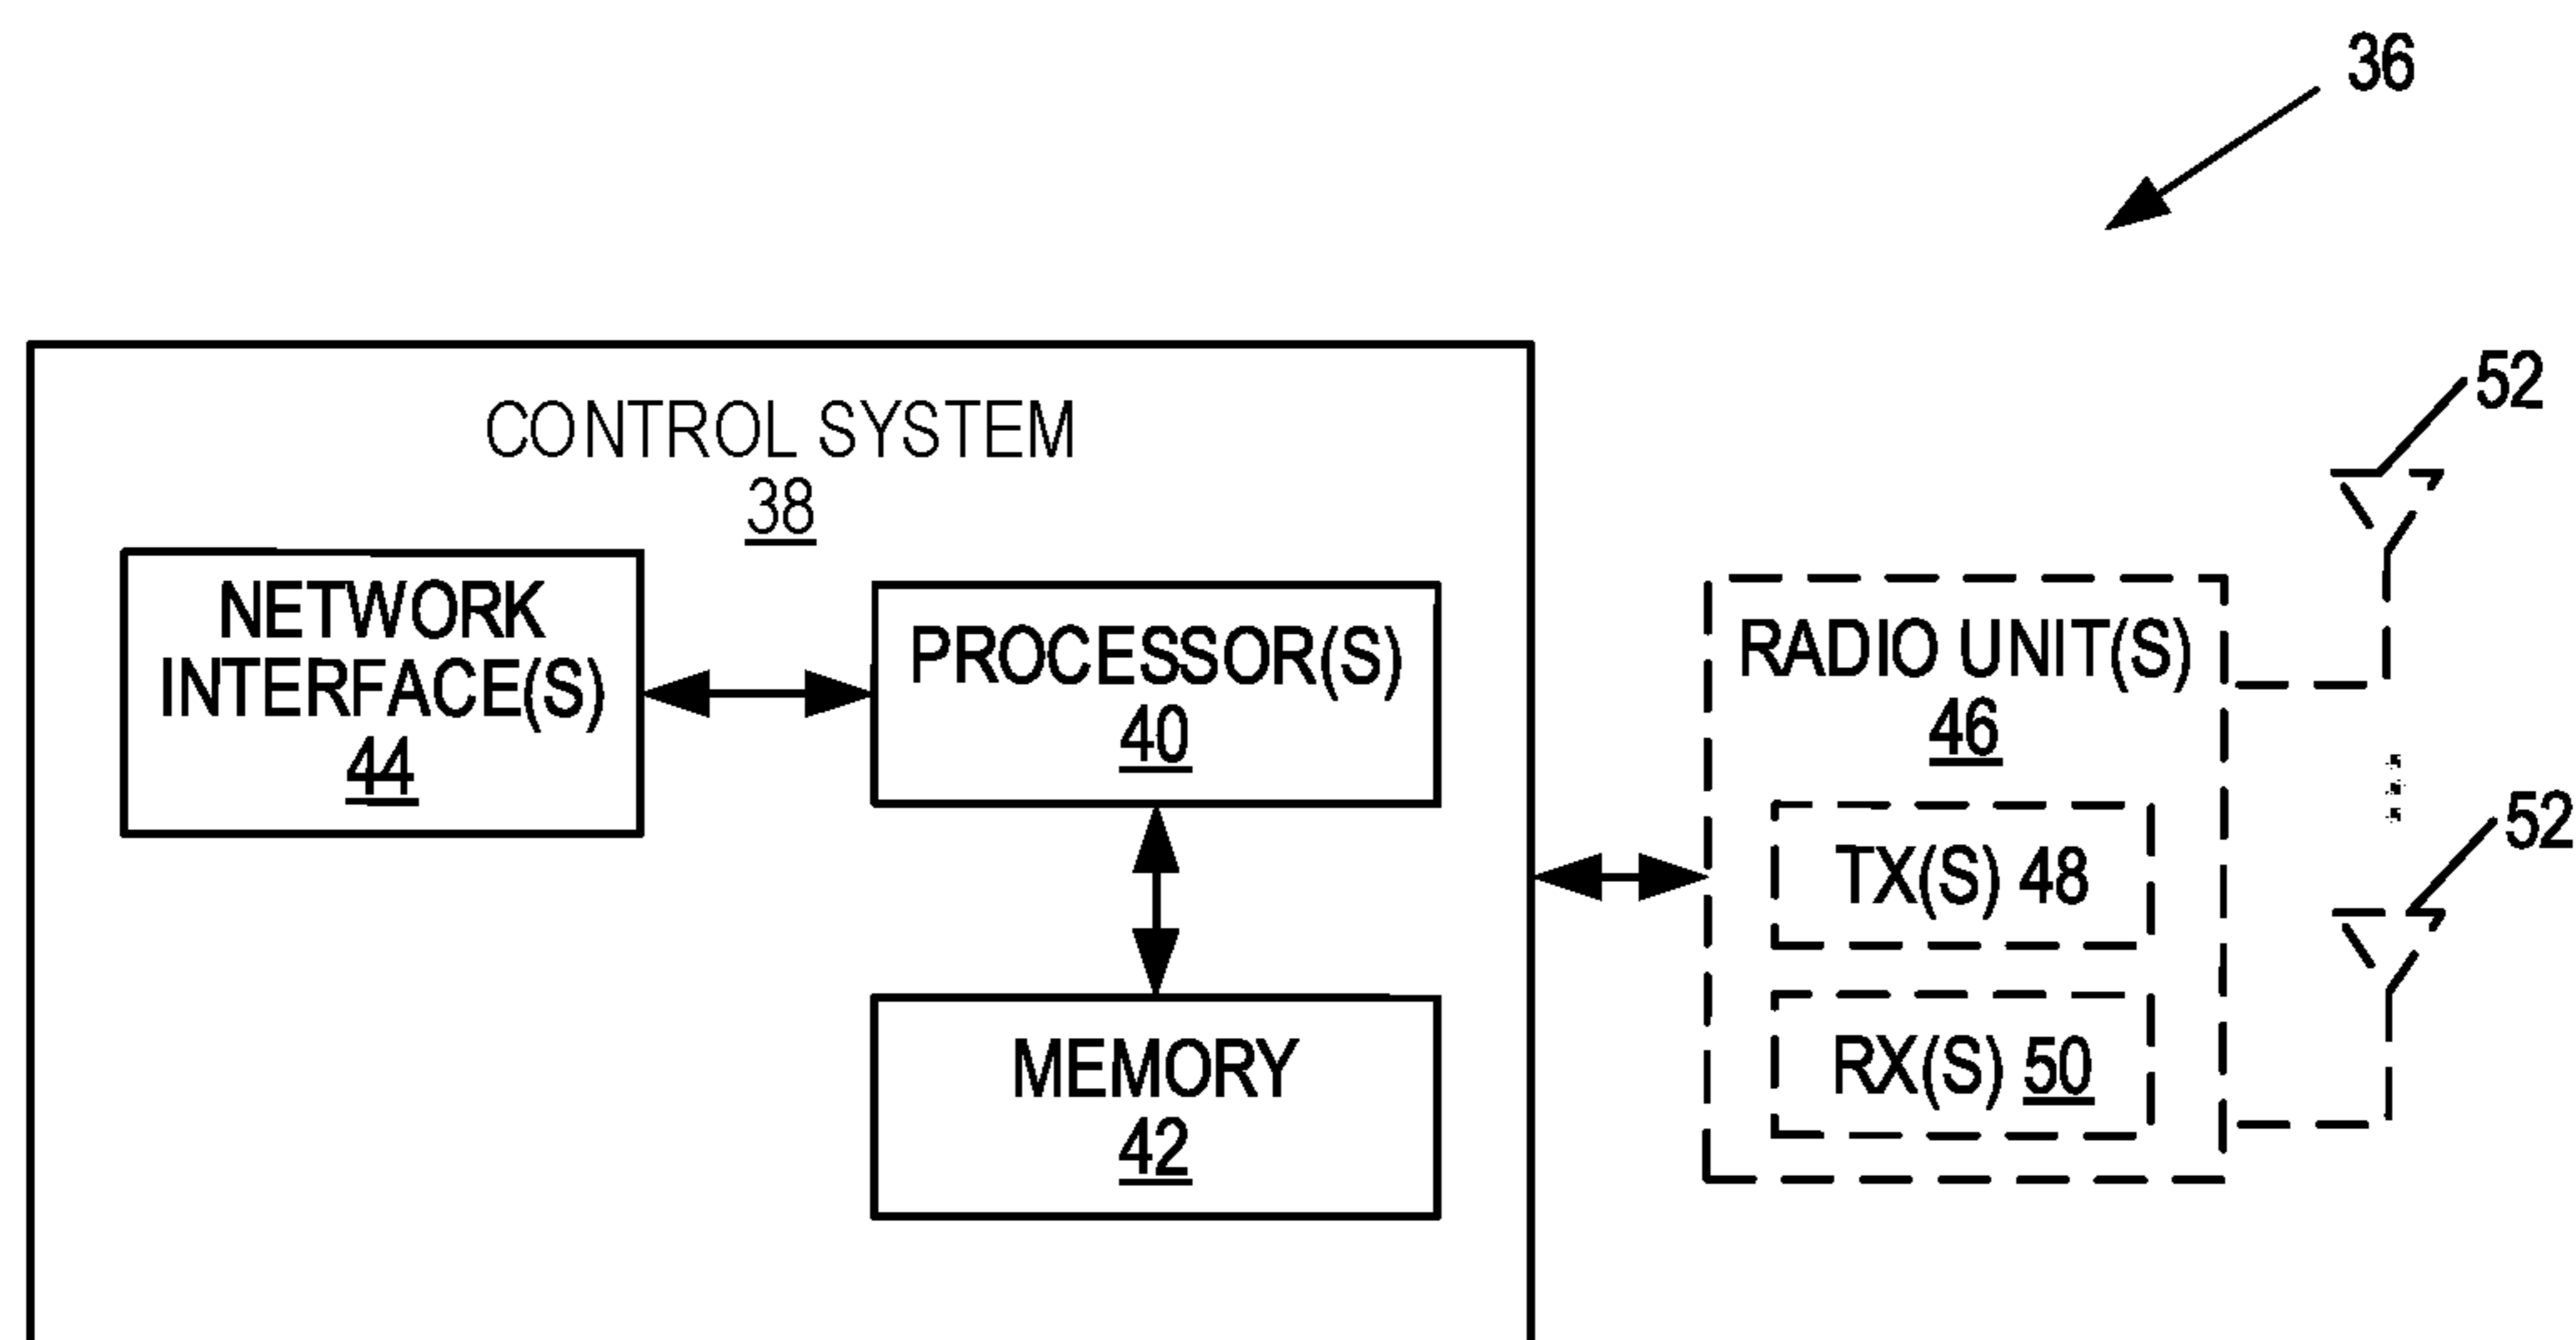 36
CONTROL SYSTEM
38
52
NETWORK
INTERFACE(S)
44
PROCESSOR(S)
40
RADIO UNIT(S)
46
TX(S) 48
52
MEMORY
42
RX(S) 50